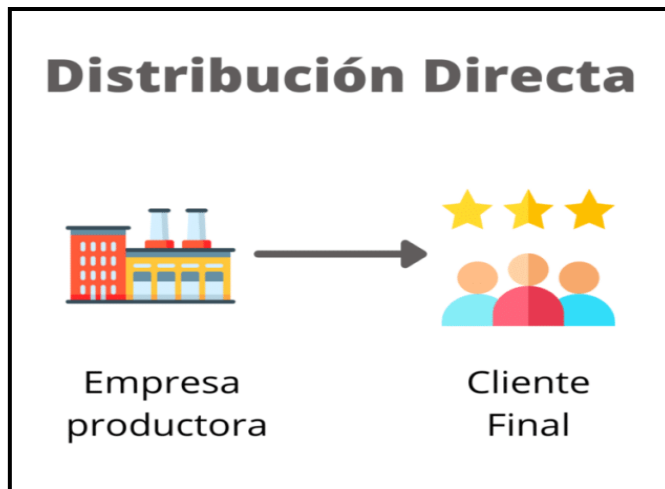 Distribución Directa
Empresa
productora
Cliente
Final